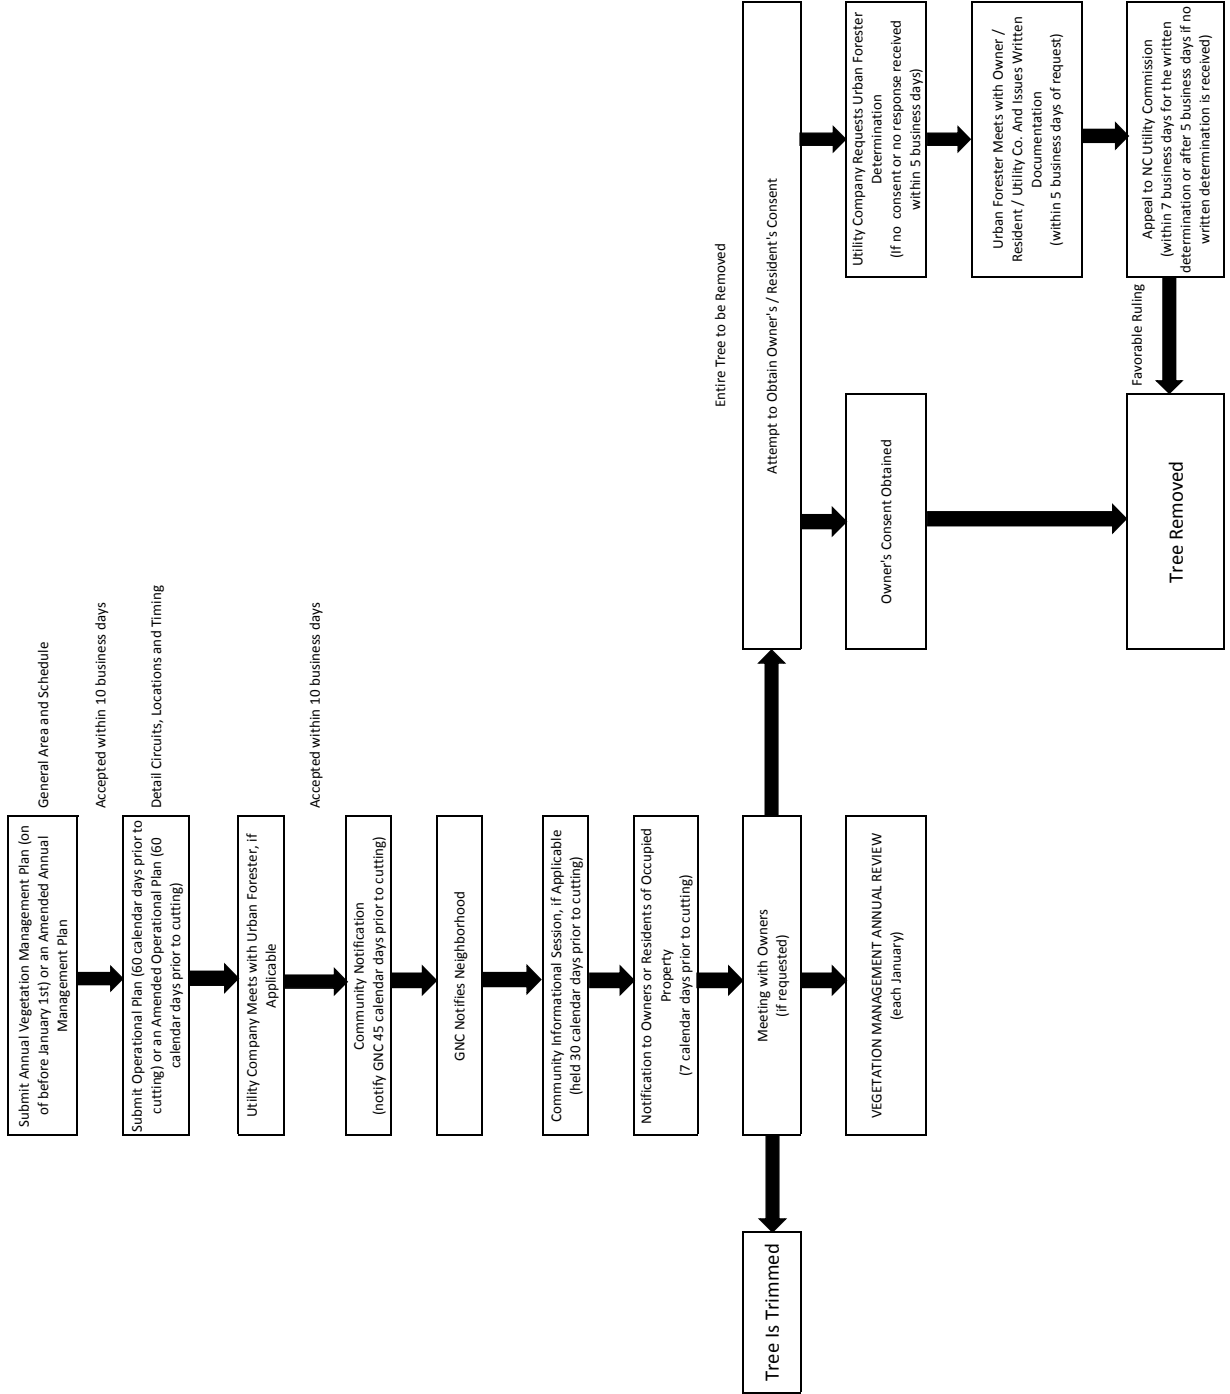 Submit Annual Vegetation Management Plan (on
of before January 1st) or an Amended Annual
Management Plan
General Area and Schedule
Accepted within 10 business days
Submit Operational Plan (60 calendar days prior to
cutting) or an Amended Operational Plan (60
calendar days prior to cutting)
Detail Circuits, Locations and Timing
Utility Company Meets with Urban Forester, if
Applicable
Accepted within 10 business days
Community Notification
(notify GNC 45 calendar days prior to cutting)
GNC Notifies Neighborhood
Community Informational Session, if Applicable
(held 30 calendar days prior to cutting)
Notification to Owners or Residents of Occupied
Property
(7 calendar days prior to cutting)
Entire Tree to be Removed
Tree Is Trimmed
Meeting with Owners
(if requested)
Attempt to Obtain Owner's / Resident's Consent
VEGETATION MANAGEMENT ANNUAL REVIEW
(each January)
Owner's Consent Obtained
Utility Company Requests Urban Forester
Determination
(If no consent or no response received
within 5 business days)
Urban Forester Meets with Owner /
Resident / Utility Co. And Issues Written
Documentation
(within 5 business days of request)
Tree Removed
Favorable Ruling
Appeal to NC Utility Commission
(within 7 business days for the written
determination or after 5 business days if no
written determination is received